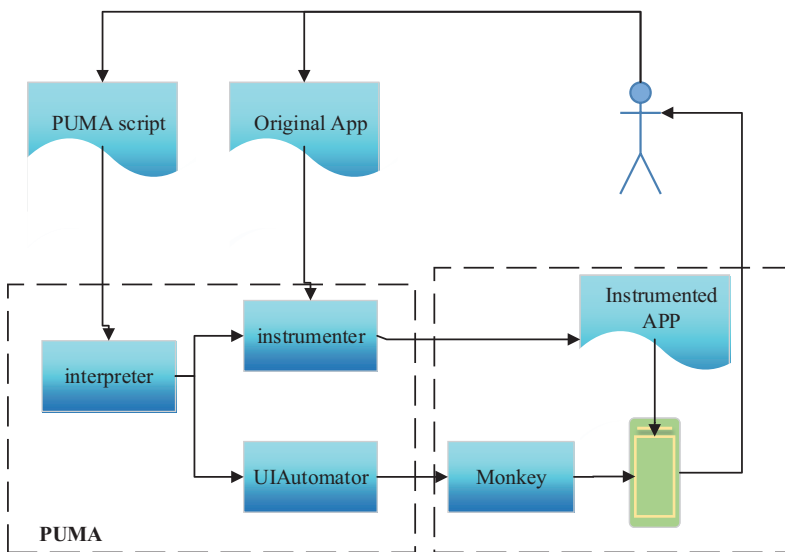 PUMA script
Original App
Instrumented
APP
instrumenter
interpreter
UIAutomator
Monkey
PUMA